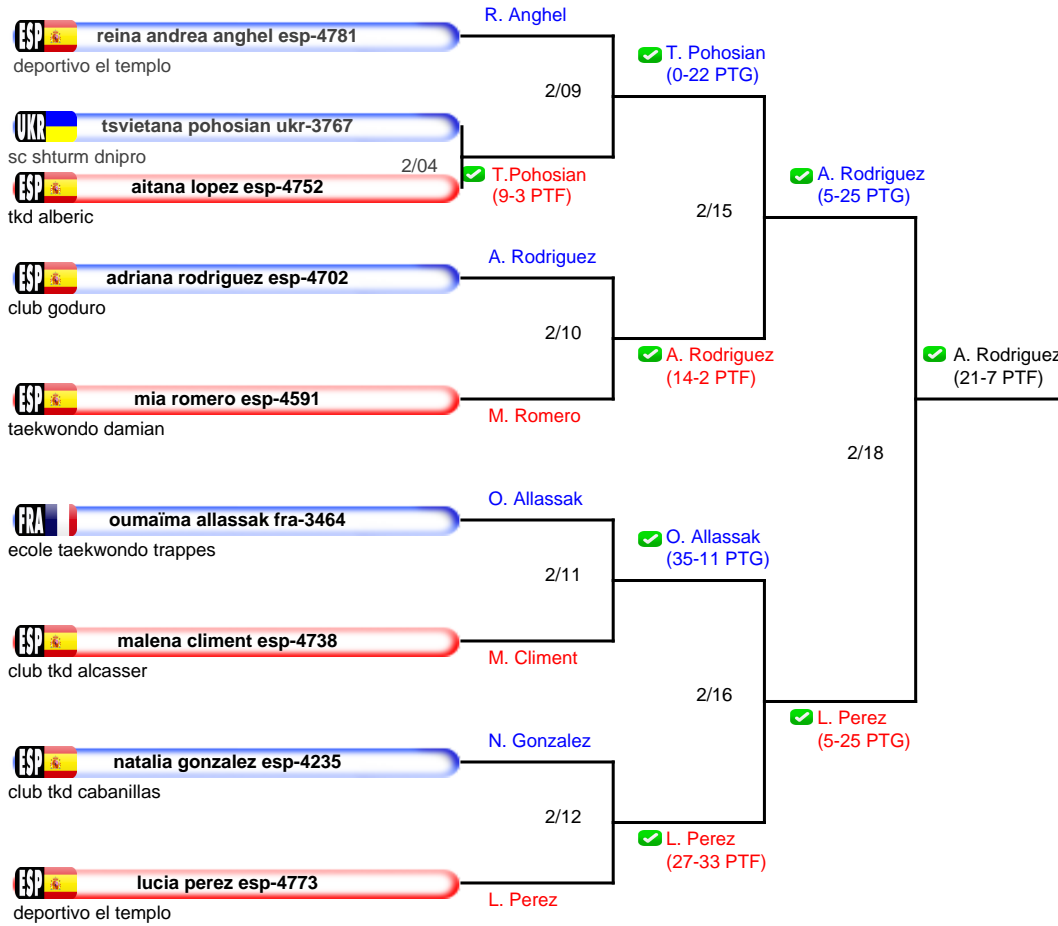 R. Anghel
ESP reina andrea anghel esp-4781
deportivo el templo
T. Pohosian
(0-22 PTG)
2/09
UKR tsvietana pohosian ukr-3767
sc shturm dnipro
2/04
T.Pohosian
(9-3 PTF)
ESP aitana lopez esp-4752
tkd alberic
A. Rodriguez
(5-25 PTG)
2/15
A. Rodriguez
ESP adriana rodriguez esp-4702
club goduro
2/10
A. Rodriguez
(14-2 PTF)
A. Rodriguez
(21-7 PTF)
ESP mia romero esp-4591
M. Romero
taekwondo damian
2/18
O. Allassak
FRA oumaïma allassak fra-3464
ecole taekwondo trappes
O. Allassak
(35-11 PTG)
2/11
ESP malena climent esp-4738
M. Climent
club tkd alcasser
2/16
L. Perez
(5-25 PTG)
N. Gonzalez
ESP natalia gonzalez esp-4235
club tkd cabanillas
2/12
L. Perez
(27-33 PTF)
ESP lucia perez esp-4773
L. Perez
deportivo el templo